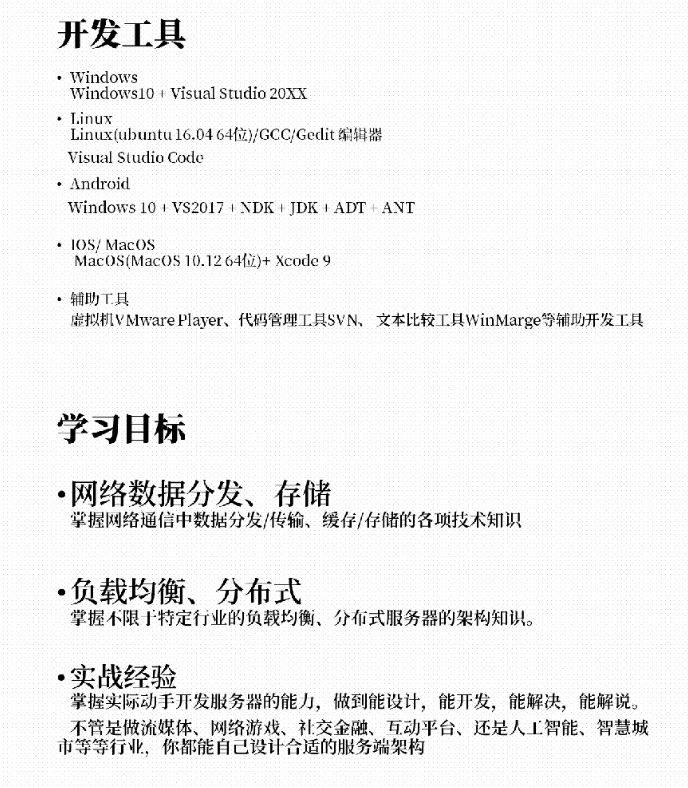 开发工具
• Windows
Windows10 + Visual Studio 20XX
• Linux
Linux(ubuntu 16.04 64位)/GCC/Gedit 编辑器
Visual Studio Code
• Android
Windows 10 + VS2017 + NDK + JDK + ADT + ANT
• IOS/ MacOS
MacOS(MacOS 10.12 64位)+ Xcode 9
• 辅助工具
虚拟机VMware Player、代码管理工具SVN、 文本比较工具WinMarge等辅助开发工具
学习目标
•网络数据分发、存储
掌握网络通信中数据分发/传输、缓存/存储的各项技术知识
•负载均衡、分布式
掌握不限于特定行业的负载均衡、分布式服务器的架构知识。
•实战经验
掌握实际动手开发服务器的能力，做到能设计，能开发，能解决，能解说。
不管是做流媒体、网络游戏、社交金融、互动平台、还是人工智能、智慧城
市等等行业，你都能自己设计合适的服务端架构